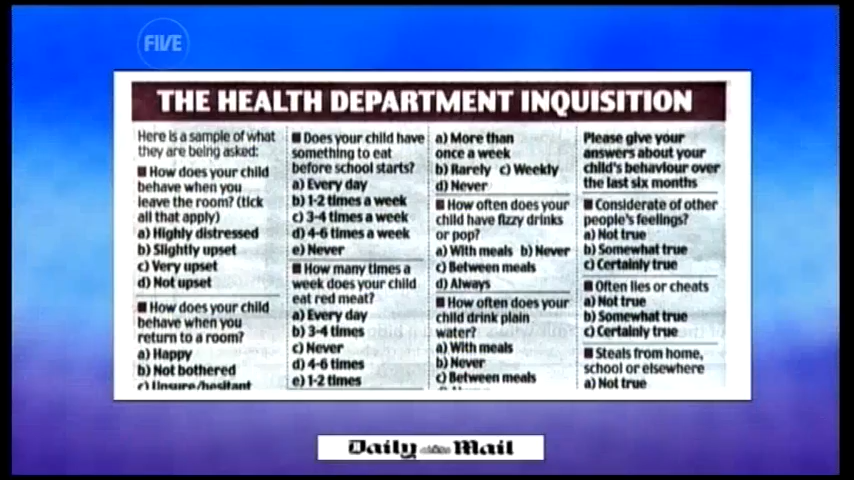 FIVE
THE HEALTH DEPARTMENT INQUISITION
Here is a sample of what
they are being asked:
■ How does your child
behave when you
leave the room? (tick
all that apply)
a) Highly distressed
b) Slightly upset
c) Very upset
d) Not upset
■ How does your child
behave when you
return to a room?
a) Happy
b) Not bothered
c) Unsure/hesitant
■ Does your child have
something to eat
before school starts?
a) Every day
b) 1-2 times a week
c) 3-4 times a week
d) 4-6 times a week
e) Never
■ How many times a
week does your child
eat red meat?
a) Every day
b) 3-4 times
c) Never
d) 4-6 times
e) 1-2 times
a) More than
once a week
b) Rarely c) Weekly
d) Never
■ How often does your
child have fizzy drinks
or pop?
a) With meals b) Never
c) Between meals
d) Always
■ How often does your
child drink plain
water?
a) With meals
b) Never
c) Between meals
Please give your
answers about your
child's behaviour over
the last six months
■ Considerate of other
people's feelings?
a) Not true
b) Somewhat true
c) Certainly true
■ Often lies or cheats
a) Not true
b) Somewhat true
c) Certainly true
■ Steals from home,
school or elsewhere
a) Not true
Daily Mail